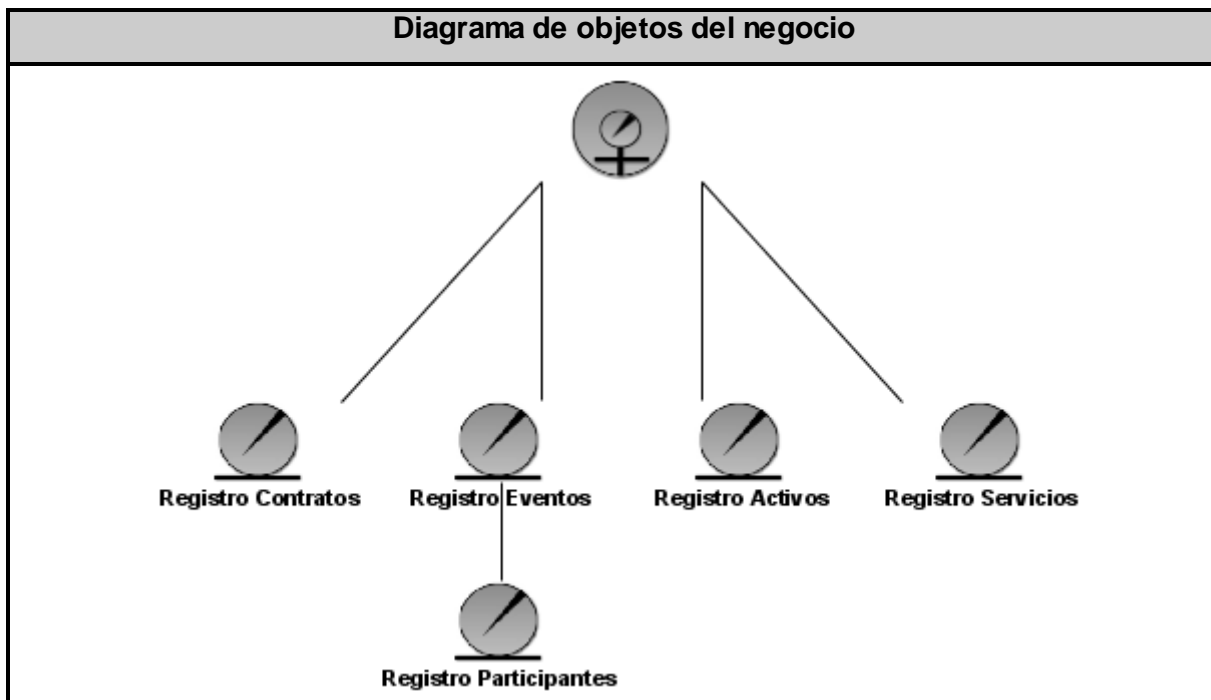 Diagrama de objetos del negocio
Registro Contratos
Registro Eventos
Registro Activos
Registro Servicios
Registro Participantes